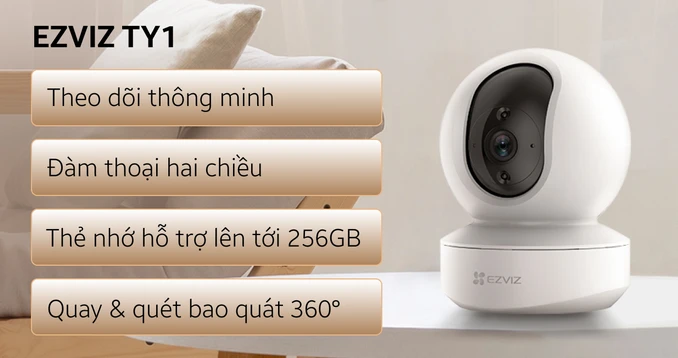 EZVIZ TY1
Theo dõi thông minh
Đàm thoại hai chiều
Thẻ nhớ hỗ trợ lên tới 256GB
Quay & quét bao quát 360°
EZVIZ